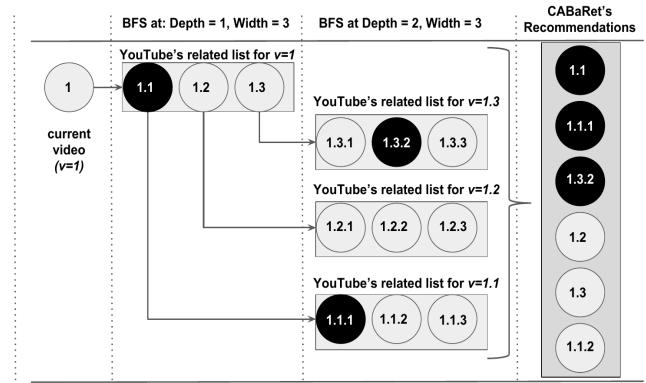 BFS at: Depth = 1, Width = 3
BFS at Depth = 2, Width = 3
CABaRet's
Recommendations
YouTube's related list for v=1
1
1.1
1.2
1.3
current
video
(v=1)
YouTube's related list for v=1.3
1.3.1
1.3.2
1.3.3
YouTube's related list for v=1.2
1.2.1
1.2.2
1.2.3
YouTube's related list for v=1.1
1.1.1
1.1.2
1.1.3
1.1
1.1.1
1.3.2
1.2
1.3
1.1.2